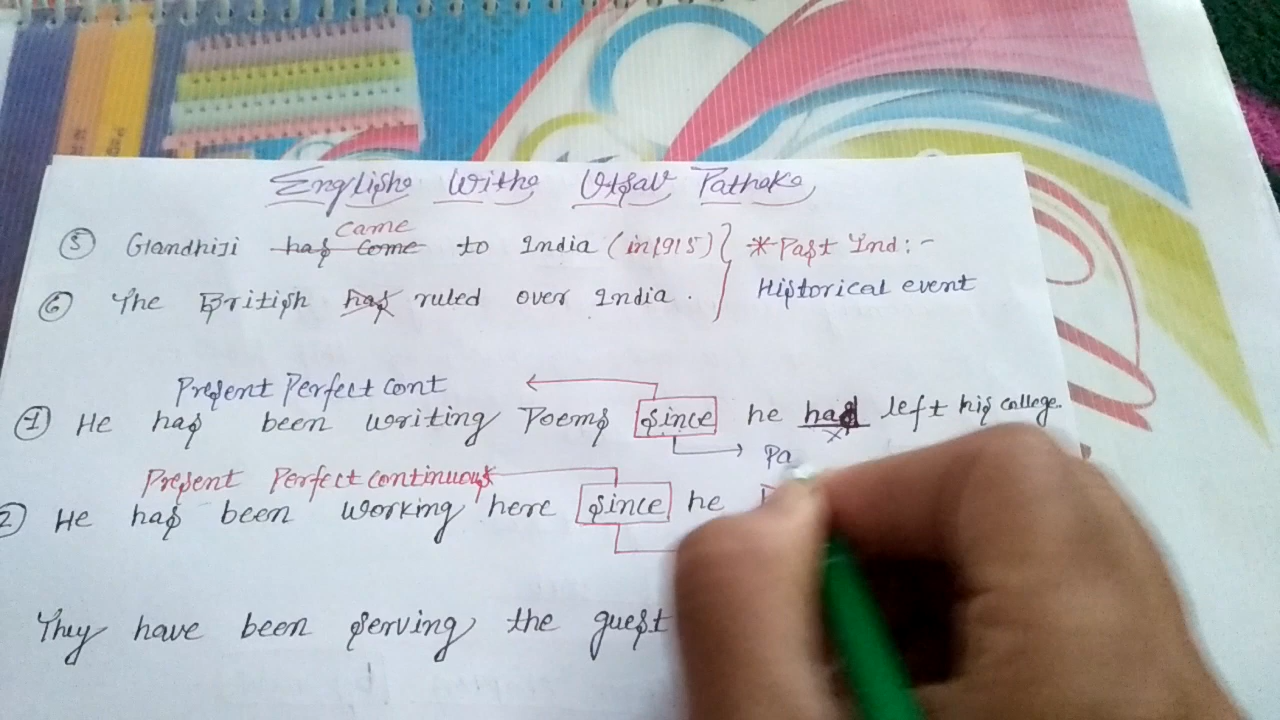 English With Utsav Pathak
came
⑤ Gandhiji has come to India (in 1915) } * Past Ind: -
⑥ The British has ruled over India. Historical event
Present Perfect cont
① He has been writing Poems since he had left his college.
Pa
Present Perfect continuous
② He has been working here since he
They have been serving the guest